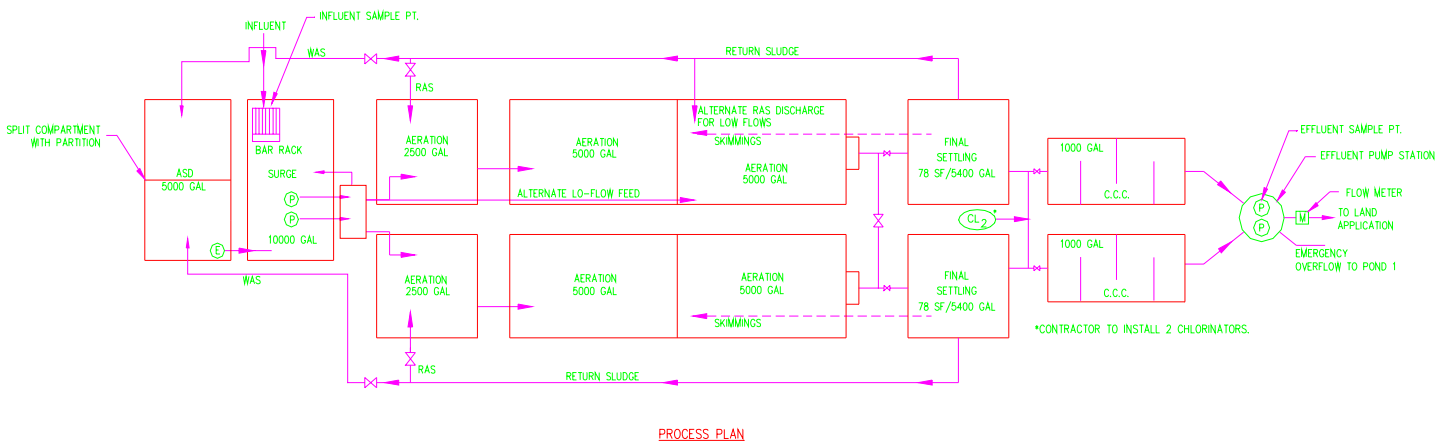 INFLUENT SAMPLE PT.
INFLUENT
WAS
RETURN SLUDGE
RAS
SPLIT COMPARTMENT
WITH PARTITION
ASD
5000 GAL
BAR RACK
SURGE
P
P
10000 GAL
E
WAS
AERATION
2500 GAL
AERATION
5000 GAL
ALTERNATE RAS DISCHARGE
FOR LOW FLOWS
SKIMMINGS
AERATION
5000 GAL
ALTERNATE LO-FLOW FEED
FINAL
SETTLING
78 SF/5400 GAL
1000 GAL
C.C.C.
CL2*
EFFLUENT SAMPLE PT.
EFFLUENT PUMP STATION
FLOW METER
P
P
M
TO LAND
APPLICATION
EMERGENCY
OVERFLOW TO POND 1
AERATION
2500 GAL
AERATION
5000 GAL
AERATION
5000 GAL
SKIMMINGS
FINAL
SETTLING
78 SF/5400 GAL
1000 GAL
C.C.C.
*CONTRACTOR TO INSTALL 2 CHLORINATORS.
RAS
RETURN SLUDGE
PROCESS PLAN